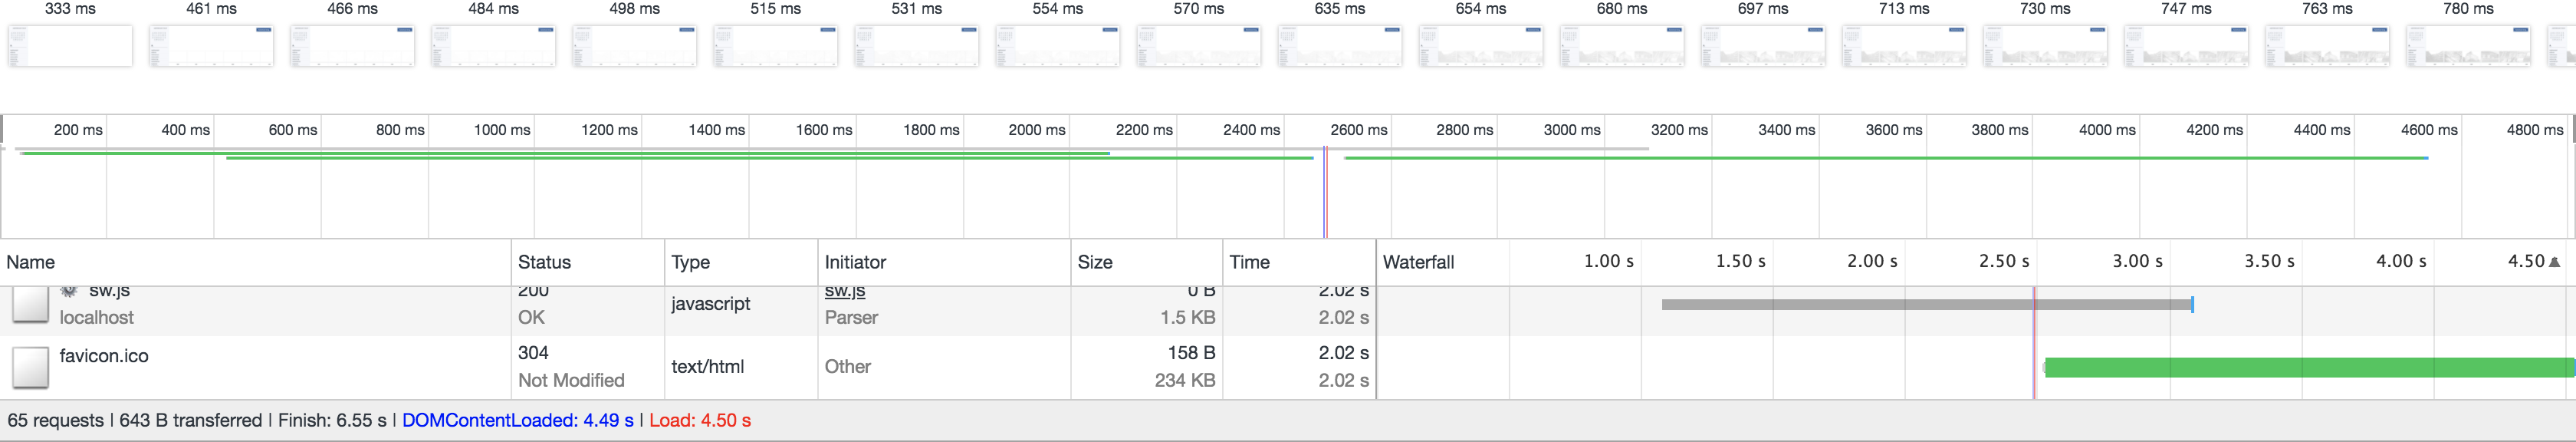 333 ms 461 ms 466 ms 484 ms 498 ms 515 ms 531 ms 554 ms 570 ms 635 ms 654 ms 680 ms 697 ms 713 ms 730 ms 747 ms 763 ms 780 ms
200 ms 400 ms 600 ms 800 ms 1000 ms 1200 ms 1400 ms 1600 ms 1800 ms 2000 ms 2200 ms 2400 ms 2600 ms 2800 ms 3000 ms 3200 ms 3400 ms 3600 ms 3800 ms 4000 ms 4200 ms 4400 ms 4600 ms 4800 ms
Name Status Type Initiator Size Time Waterfall 1.00 s 1.50 s 2.00 s 2.50 s 3.00 s 3.50 s 4.00 s 4.50
sw.js 200 javascript sw.js 0 B 2.02 s
localhost OK Parser 1.5 KB 2.02 s
favicon.ico 304 text/html Other 158 B 2.02 s
Not Modified 234 KB 2.02 s
65 requests | 643 B transferred | Finish: 6.55 s | DOMContentLoaded: 4.49 s | Load: 4.50 s